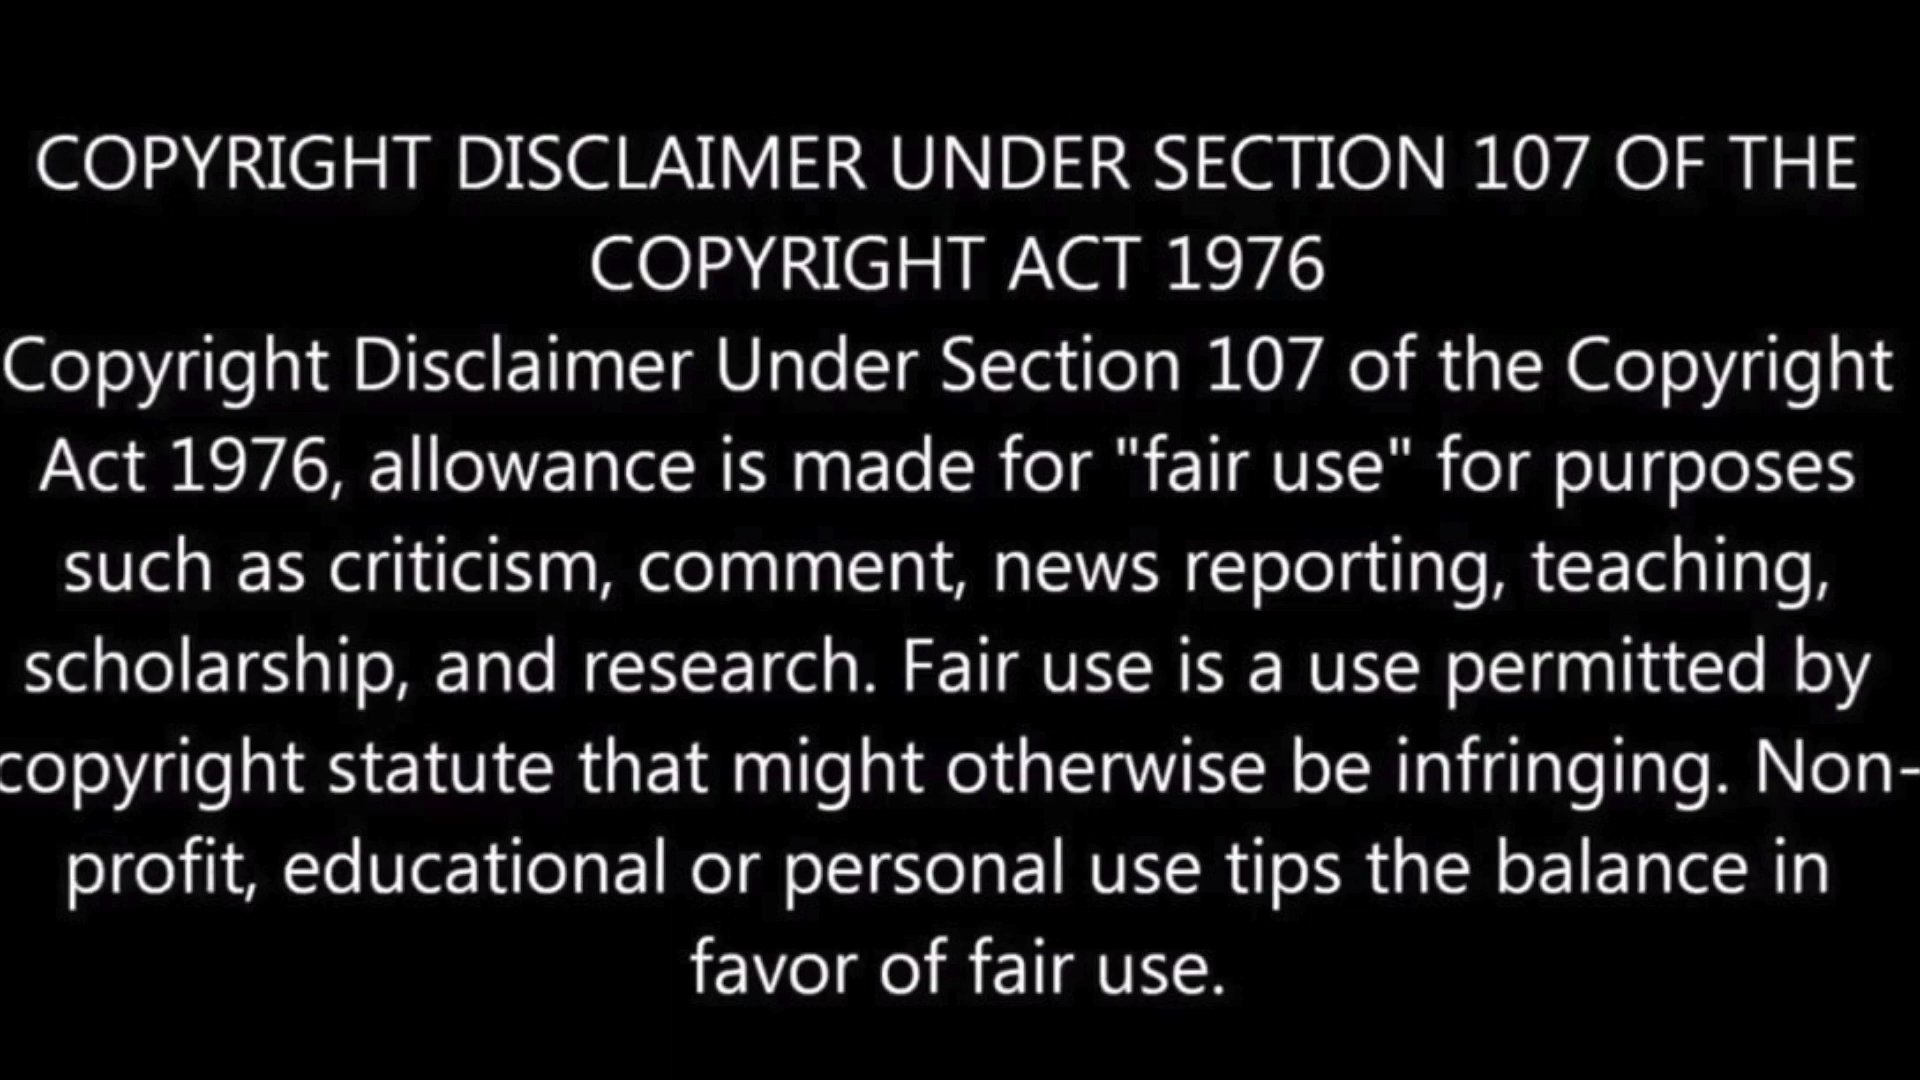 COPYRIGHT DISCLAIMER UNDER SECTION 107 OF THE
COPYRIGHT ACT 1976
Copyright Disclaimer Under Section 107 of the Copyright
Act 1976, allowance is made for "fair use" for purposes
such as criticism, comment, news reporting, teaching,
scholarship, and research. Fair use is a use permitted by
copyright statute that might otherwise be infringing. Non-
profit, educational or personal use tips the balance in
favor of fair use.